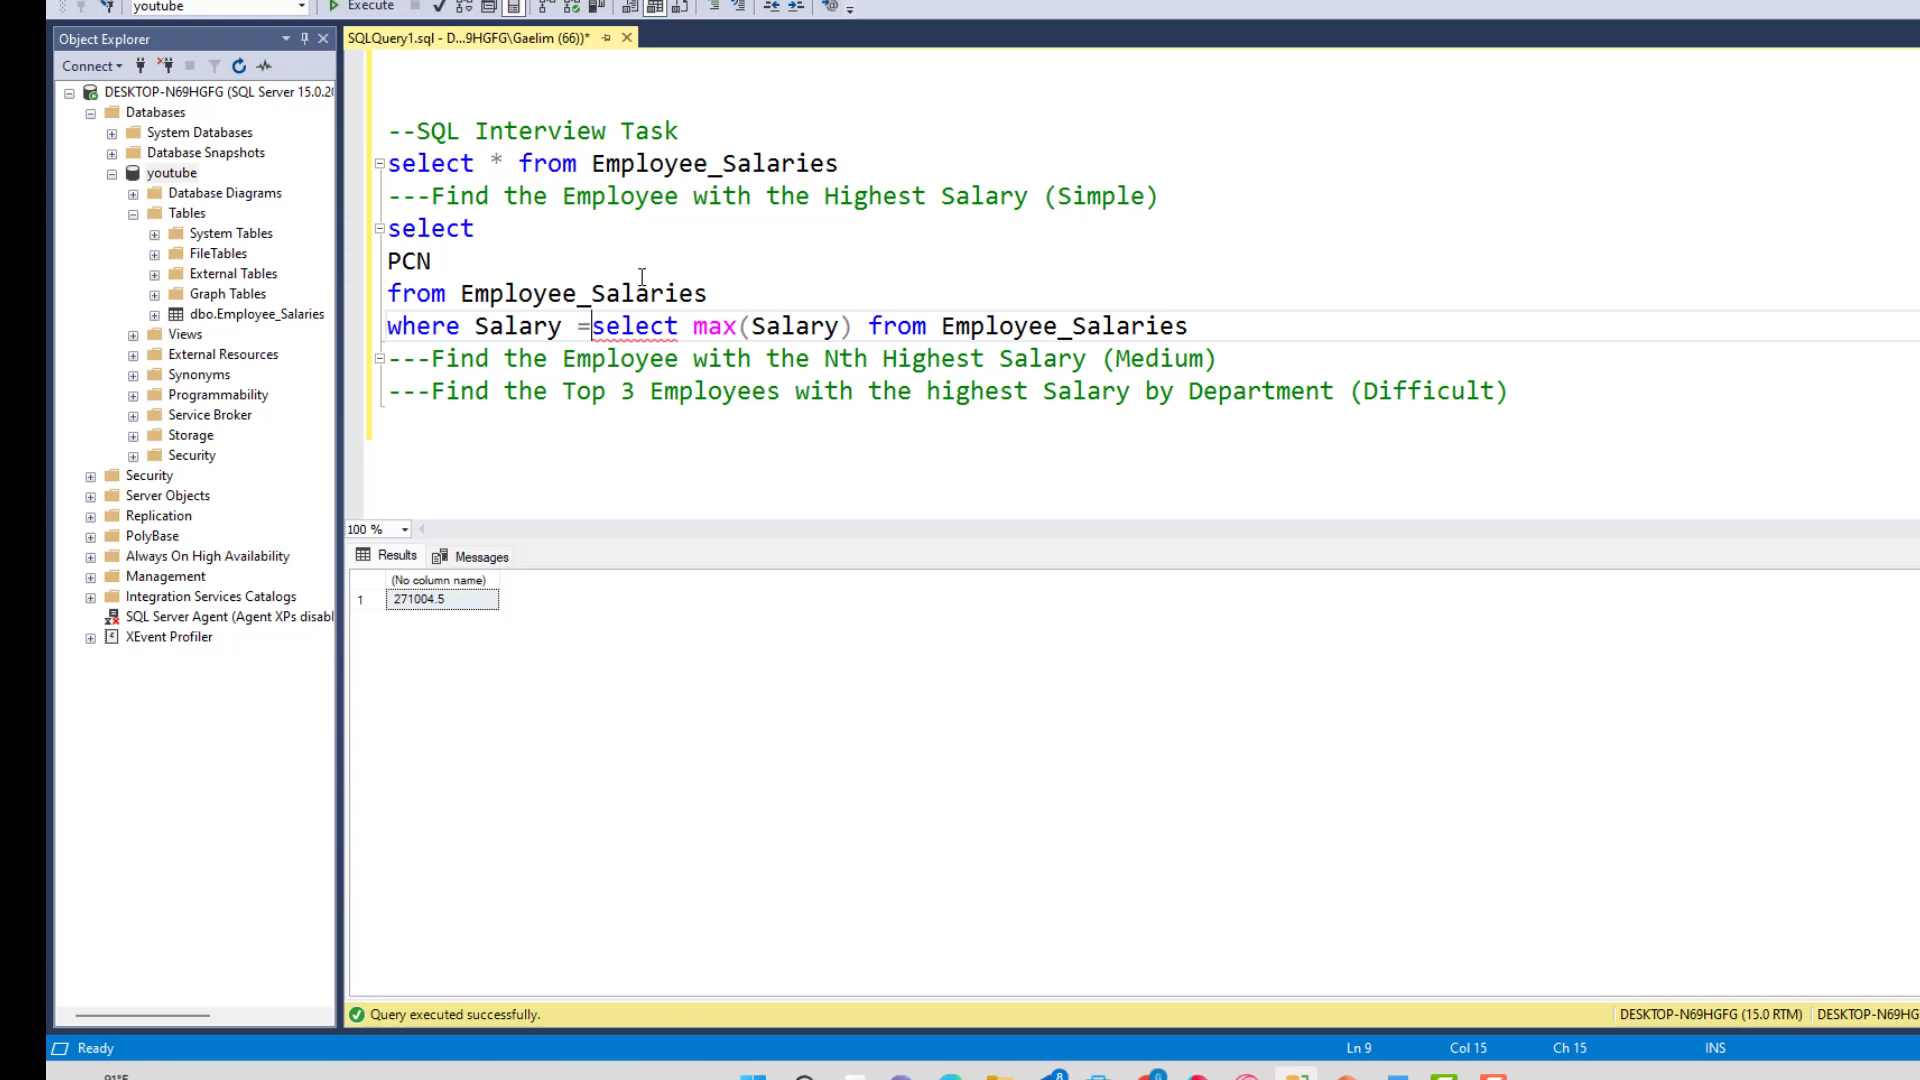 youtube
Execute
Object Explorer
SQLQuery1.sql - D...9HGFG\Gaelim (66))*
Connect
DESKTOP-N69HGFG (SQL Server 15.0.20
Databases
System Databases
Database Snapshots
youtube
Database Diagrams
Tables
System Tables
FileTables
External Tables
Graph Tables
dbo.Employee_Salaries
Views
External Resources
Synonyms
Programmability
Service Broker
Storage
Security
Security
Server Objects
Replication
PolyBase
Always On High Availability
Management
Integration Services Catalogs
SQL Server Agent (Agent XPs disabl
XEvent Profiler
--SQL Interview Task
select * from Employee_Salaries
---Find the Employee with the Highest Salary (Simple)
select
PCN
from Employee_Salaries
where Salary =select max(Salary) from Employee_Salaries
---Find the Employee with the Nth Highest Salary (Medium)
---Find the Top 3 Employees with the highest Salary by Department (Difficult)
100 %
Results Messages
(No column name)
1 271004.5
Query executed successfully. DESKTOP-N69HGFG (15.0 RTM) DESKTOP-N69HG
Ready Ln 9 Col 15 Ch 15 INS